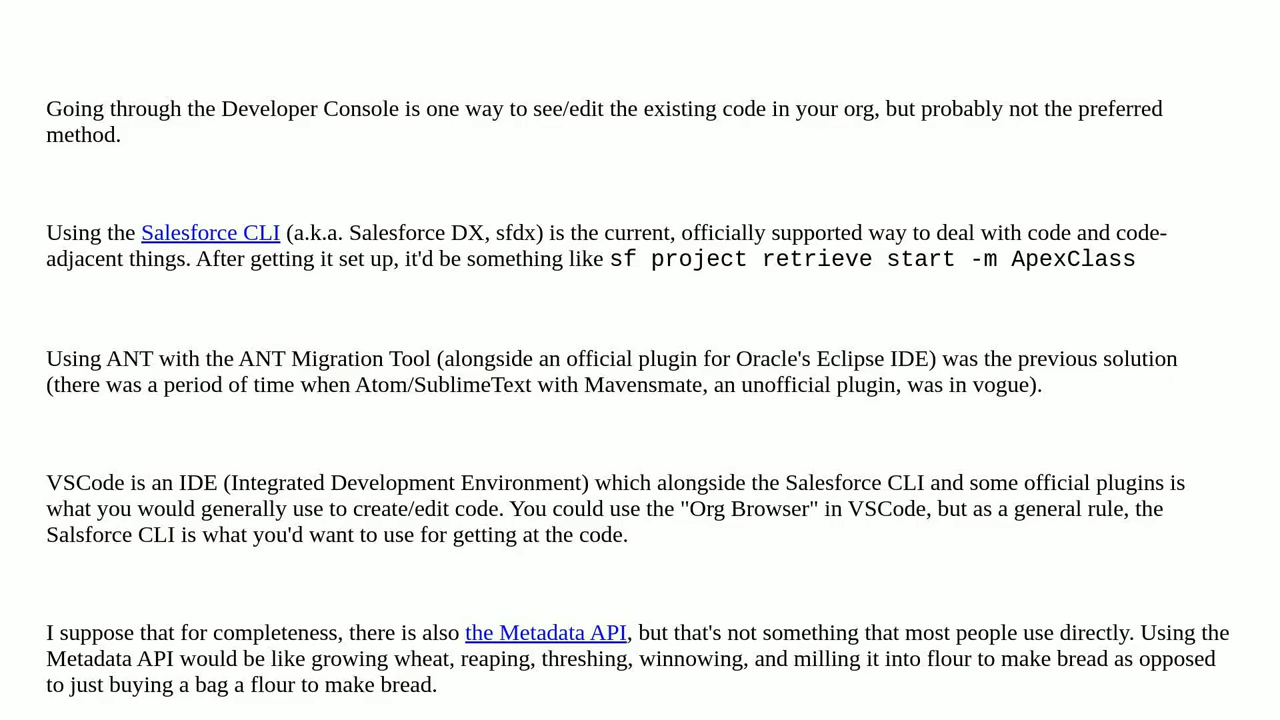 Going through the Developer Console is one way to see/edit the existing code in your org, but probably not the preferred
method.
Using the Salesforce CLI (a.k.a. Salesforce DX, sfdx) is the current, officially supported way to deal with code and code-
adjacent things. After getting it set up, it'd be something like sf project retrieve start -m ApexClass
Using ANT with the ANT Migration Tool (alongside an official plugin for Oracle's Eclipse IDE) was the previous solution
(there was a period of time when Atom/SublimeText with Mavensmate, an unofficial plugin, was in vogue).
VSCode is an IDE (Integrated Development Environment) which alongside the Salesforce CLI and some official plugins is
what you would generally use to create/edit code. You could use the "Org Browser" in VSCode, but as a general rule, the
Salsforce CLI is what you'd want to use for getting at the code.
I suppose that for completeness, there is also the Metadata API, but that's not something that most people use directly. Using the
Metadata API would be like growing wheat, reaping, threshing, winnowing, and milling it into flour to make bread as opposed
to just buying a bag a flour to make bread.